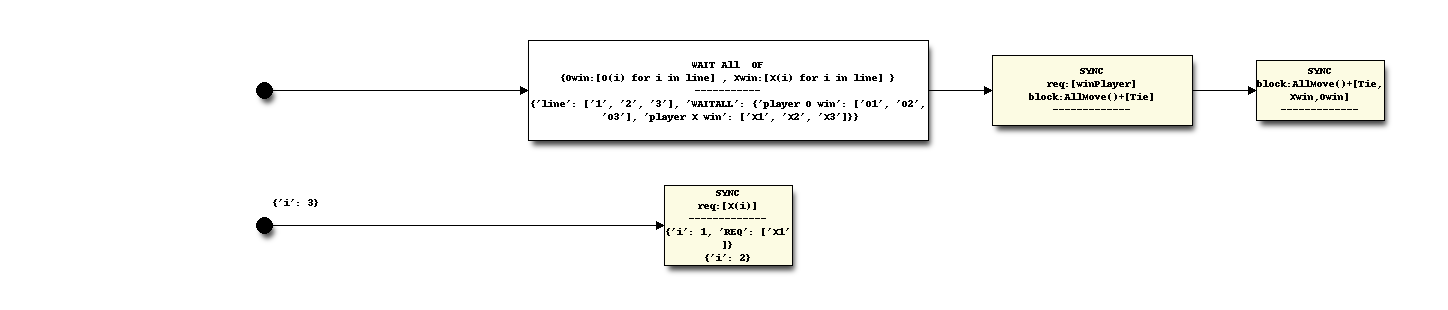 WAIT All OF
{Owin:[O(i) for i in line] , Xwin:[X(i) for i in line] }
-----------
{'line': ['1', '2', '3'], 'WAITALL': {'player O win': ['O1', 'O2',
'O3'], 'player X win': ['X1', 'X2', 'X3']}}
SYNC
req:[winPlayer]
block:AllMove()+[Tie]
-------------
SYNC
block:AllMove()+[Tie,
Xwin,Owin]
-------------
{'i': 3}
SYNC
req:[X(i)]
-------------
{'i': 1, 'REQ': ['X1'
]}
{'i': 2}